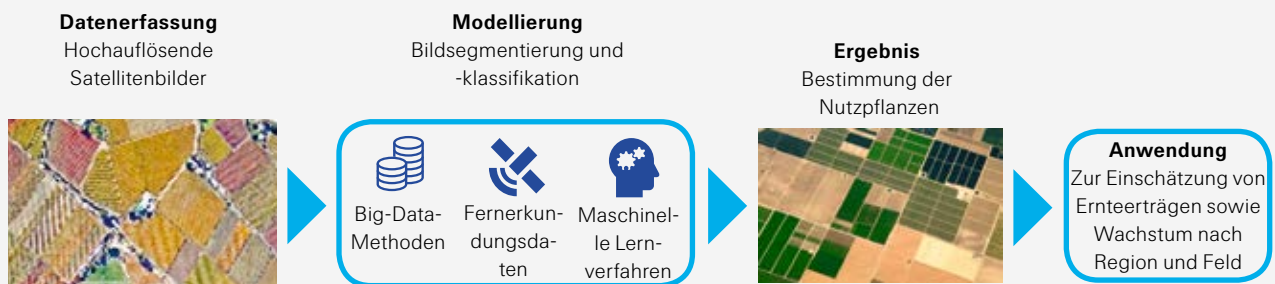 Datenerfassung
Hochauflösende
Satellitenbilder
Modellierung
Bildsegmentierung und
-klassifikation
Big-Data-
Methoden
Fernerkun-
dungsda-
ten
Maschinel-
le Lern-
verfahren
Ergebnis
Bestimmung der
Nutzpflanzen
Anwendung
Zur Einschätzung von
Ernteerträgen sowie
Wachstum nach
Region und Feld